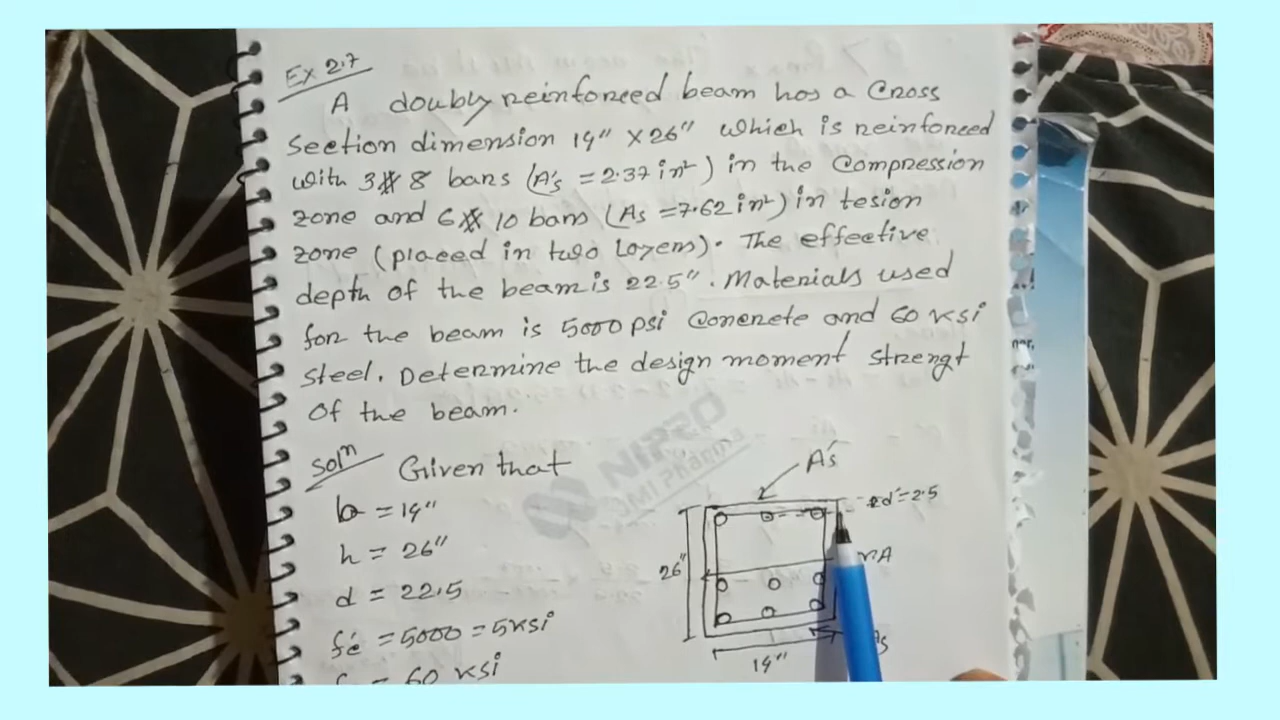 Ex 2.7
A doubly reinforced beam has a Cross
Section dimension 14" x 26" which is reinforced
with 3# 8 bars (A's = 2.37 in²) in the Compression
zone and 6# 10 bars (As = 7.62 in²) in tesion
zone (placed in two layers). The effective
depth of the beam is 22.5". Materials used
for the beam is 5000 psi Concrete and 60 ksi
Steel. Determine the design moment strengt
Of the beam.
Solⁿ Given that
b = 14"
h = 26"
d = 22.5
fc' = 5000 = 5ksi
= 60 ksi
A's
d' = 2.5
26"
NA
14"